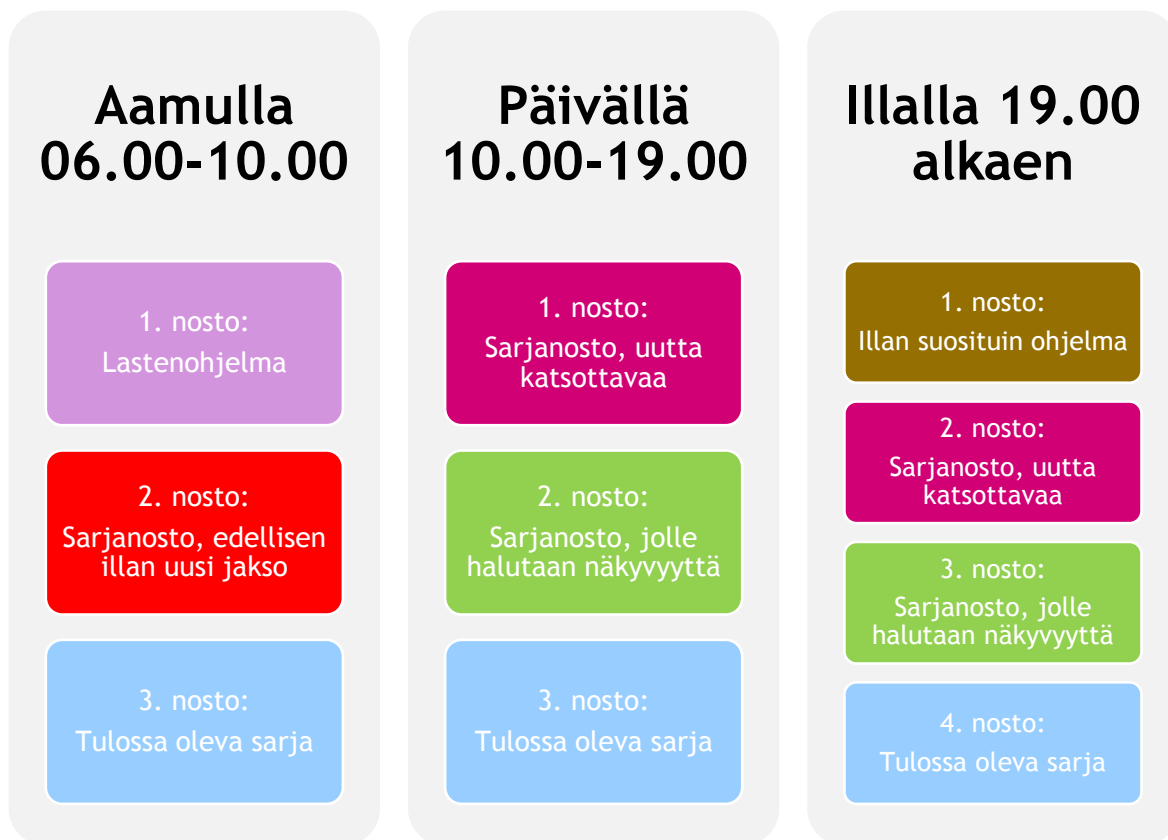 Aamulla
06.00-10.00
1. nosto:
Lastenohjelma
2. nosto:
Sarjanosto, edellisen
illan uusi jakso
3. nosto:
Tulossa oleva sarja
Päivällä
10.00-19.00
1. nosto:
Sarjanosto, uutta
katsottavaa
2. nosto:
Sarjanosto, jolle
halutaan näkyvyyttä
3. nosto:
Tulossa oleva sarja
Illalla 19.00
alkaen
1. nosto:
Illan suosituin ohjelma
2. nosto:
Sarjanosto, uutta
katsottavaa
3. nosto:
Sarjanosto, jolle
halutaan näkyvyyttä
4. nosto:
Tulossa oleva sarja